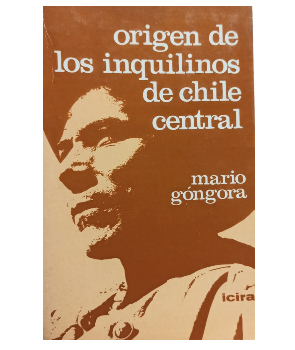 origen de
los inquilinos
de chile
central
mario
góngora
icira